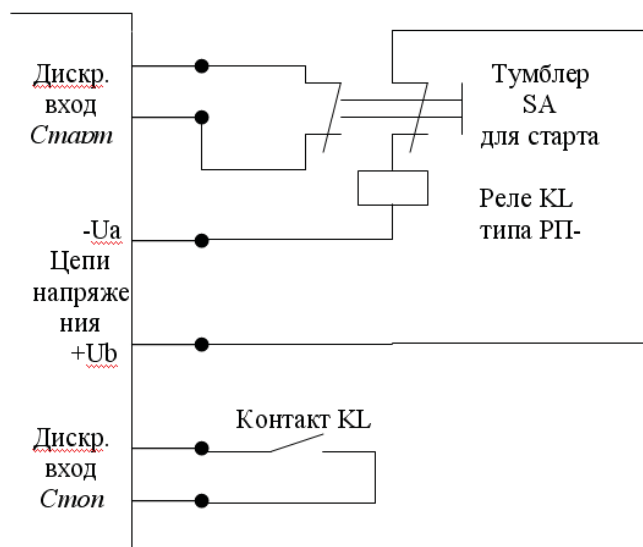 Дискр.
вход
Старт
Тумблер
SA
для старта
Реле KL
типа РП-
-Ua
Цепи
напряже
ния
+Ub
Контакт KL
Дискр.
вход
Стоп